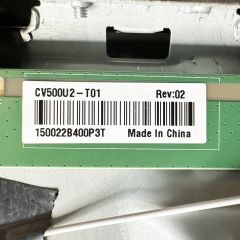 CV500U2-T01 Rev:02
150022B400P3T Made In China